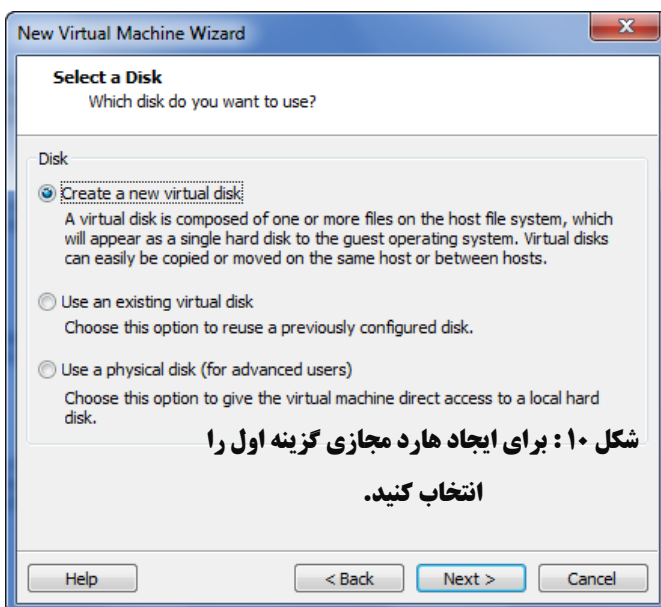 New Virtual Machine Wizard
X
Select a Disk
Which disk do you want to use?
Disk
Create a new virtual disk
A virtual disk is composed of one or more files on the host file system, which
will appear as a single hard disk to the guest operating system. Virtual disks
can easily be copied or moved on the same host or between hosts.
Use an existing virtual disk
Choose this option to reuse a previously configured disk.
Use a physical disk (for advanced users)
Choose this option to give the virtual machine direct access to a local hard
disk.
شکل ۱۰ : برای ایجاد هارد مجازی گزینه اول را
انتخاب کنید.
Help
< Back
Next >
Cancel